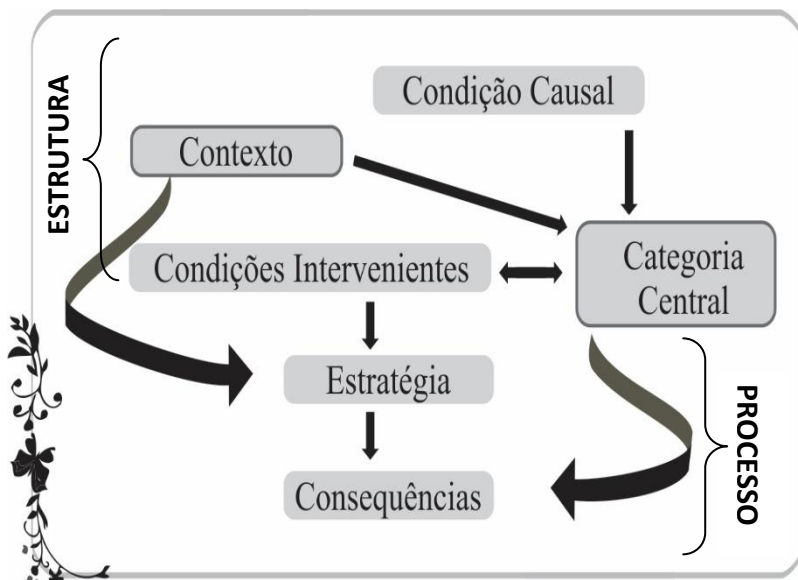 ESTRUTURA
Condição Causal
Contexto
Condições Intervenientes
Categoria
Central
Estratégia
Consequências
PROCESSO